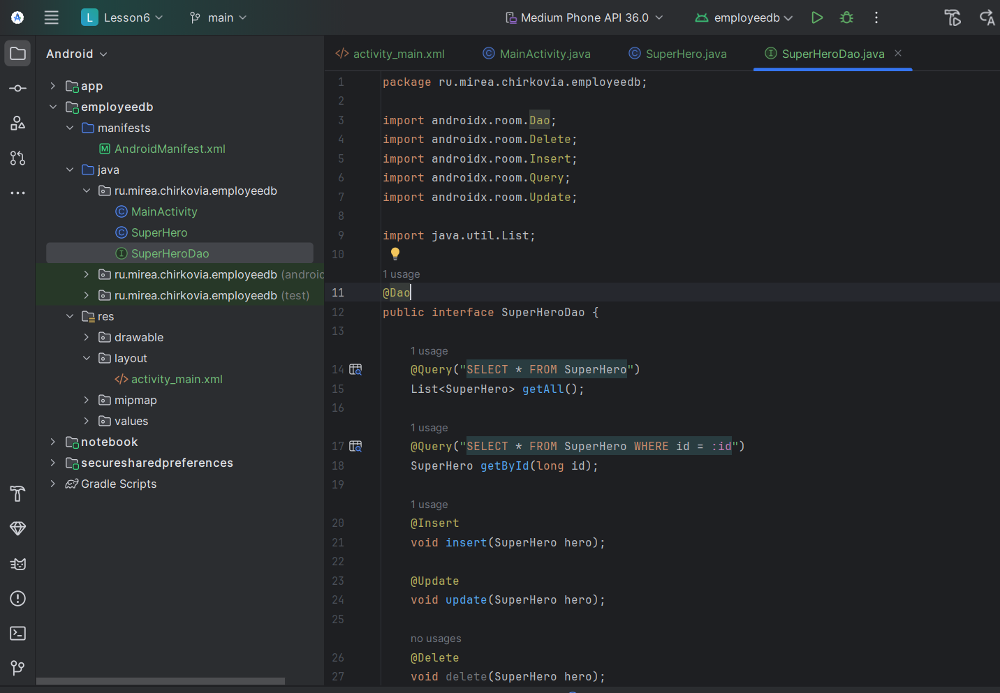 L Lesson6 main Medium Phone API 36.0 employeedb
Android
app
employeedb
manifests
AndroidManifest.xml
java
ru.mirea.chirkovia.employeedb
MainActivity
SuperHero
SuperHeroDao
ru.mirea.chirkovia.employeedb (androic
ru.mirea.chirkovia.employeedb (test)
res
drawable
layout
activity_main.xml
mipmap
values
notebook
securesharedpreferences
Gradle Scripts
activity_main.xml MainActivity.java SuperHero.java SuperHeroDao.java
1 package ru.mirea.chirkovia.employeedb;
2
3 import androidx.room.Dao;
4 import androidx.room.Delete;
5 import androidx.room.Insert;
6 import androidx.room.Query;
7 import androidx.room.Update;
8
9 import java.util.List;
10
1 usage
11 @Dao
12 public interface SuperHeroDao {
13
1 usage
14 @Query("SELECT * FROM SuperHero")
15 List<SuperHero> getAll();
16
1 usage
17 @Query("SELECT * FROM SuperHero WHERE id = :id")
18 SuperHero getById(long id);
19
1 usage
20 @Insert
21 void insert(SuperHero hero);
22
23 @Update
24 void update(SuperHero hero);
25
no usages
26 @Delete
27 void delete(SuperHero hero);